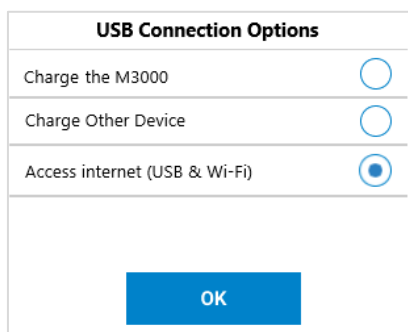 USB Connection Options
Charge the M3000
Charge Other Device
Access internet (USB & Wi-Fi)
OK